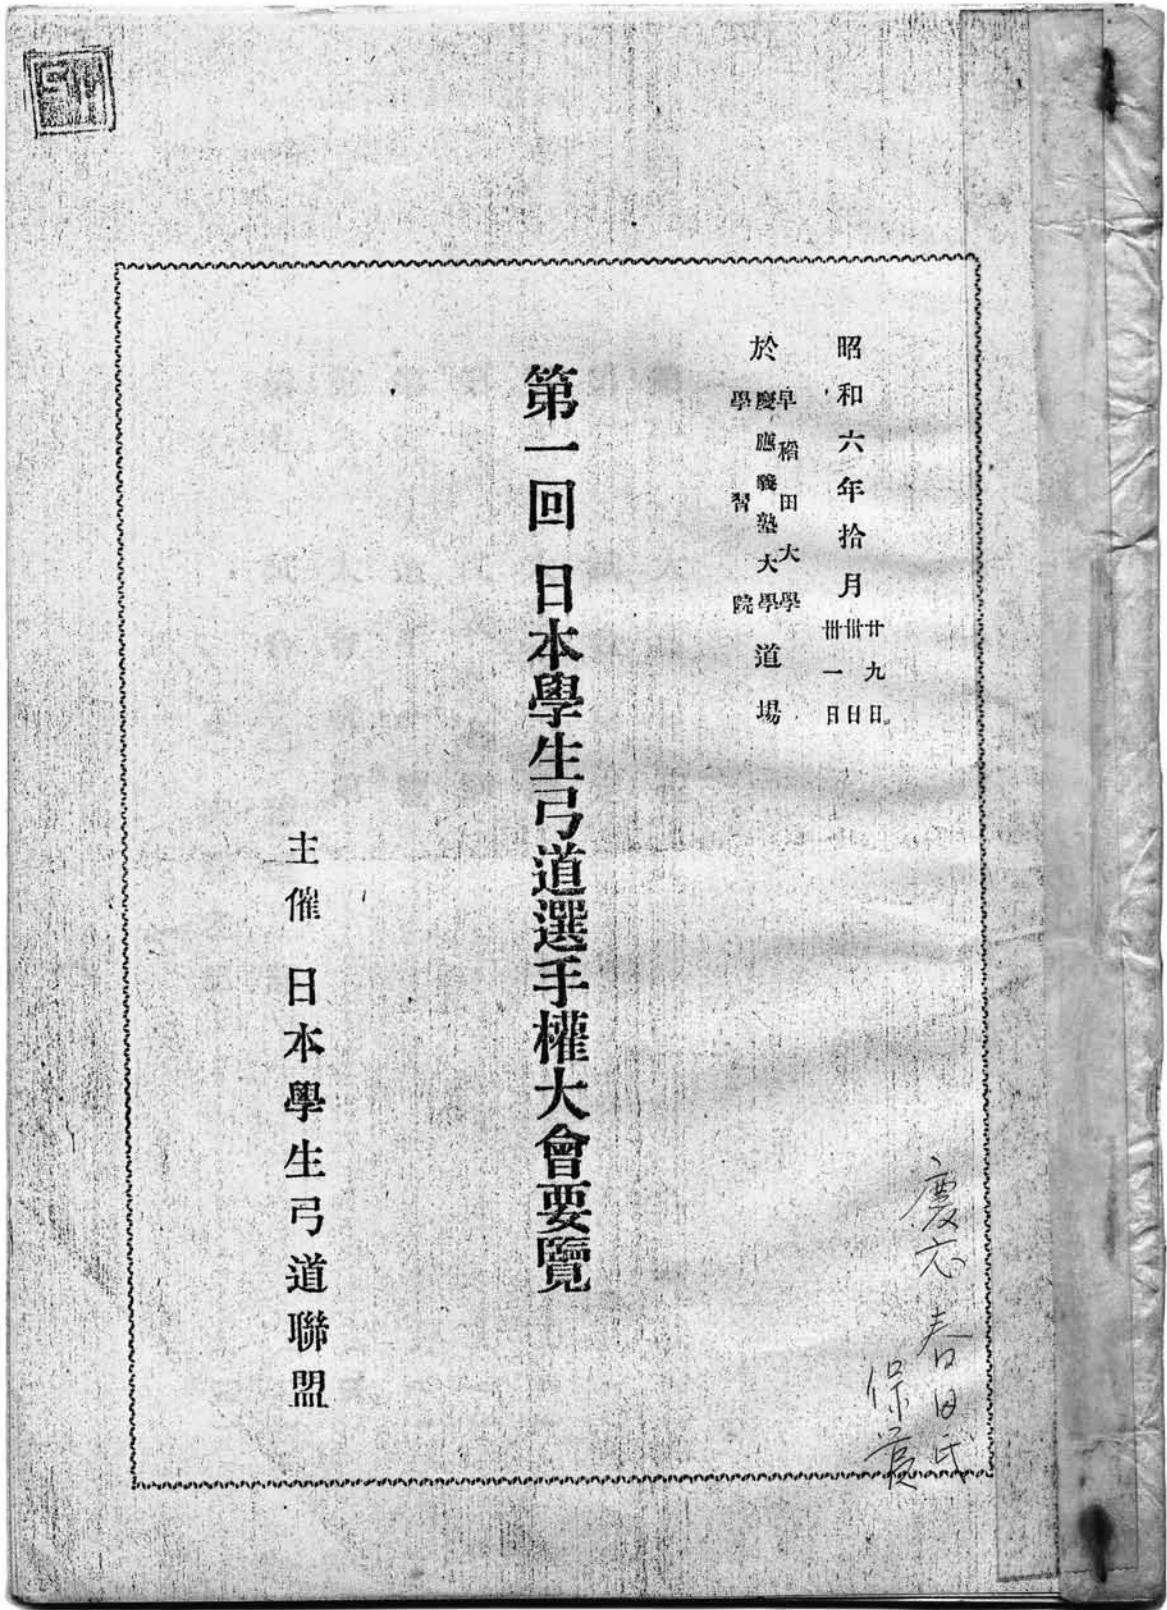 昭和六年拾月
廿九日
卅日
卅一日
於
早稻田大學
慶應義塾大學
學習院
道場
第一回 日本學生弓道選手權大會要覽
主催 日本學生弓道聯盟
慶応 春日氏
保管